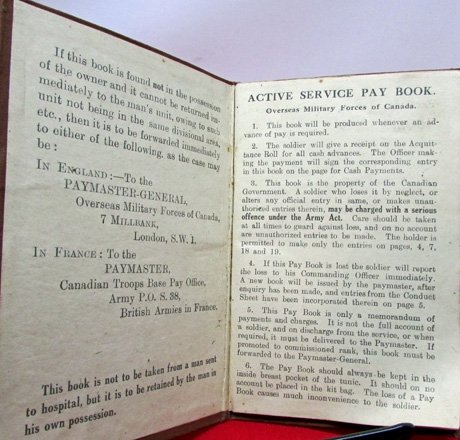 If this book is found not in the possession
of the owner and it cannot be returned im-
mediately to the man's unit, owing to such
unit not being in the same divisional area,
etc., then it is to be forwarded immediately
to either of the following, as the case may
be:
IN ENGLAND:—To the
PAYMASTER-GENERAL,
Overseas Military Forces of Canada,
7 MILLBANK,
London, S.W. 1.
IN FRANCE: To the
PAYMASTER,
Canadian Troops Base Pay Office,
Army P.O. S. 38,
British Armies in France.
This book is not to be taken from a man sent
to hospital, but it is to be retained by the man in
his own possession.
ACTIVE SERVICE PAY BOOK.
Overseas Military Forces of Canada.
1. This book will be produced whenever an ad-
vance of pay is required.
2. The soldier will give a receipt on the Acquit-
tance Roll for all cash advances. The Officer mak-
ing the payment will sign the corresponding entry
in this book on the page for Cash Payments.
3. This book is the property of the Canadian
Government. A soldier who loses it by neglect, or
alters any official entry in same, or makes unau-
thorized entries therein, may be charged with a serious
offence under the Army Act. Care should be taken
at all times to guard against loss, and on no account
are unauthorized entries to be made. The holder is
permitted to make only the entries on pages, 4, 7,
18 and 19.
4. If this Pay Book is lost the soldier will report
the loss to his Commanding Officer immediately.
A new book will be issued by the paymaster, after
enquiry has been made, and entries from the Conduct
Sheet have been incorporated therein on page 5.
5. This Pay Book is only a memorandum of
payments and charges. It is not the full account of
a soldier, and on discharge from the service, or when
required, it must be delivered to the Paymaster. If
promoted to commissioned rank, this book must be
forwarded to the Paymaster-General.
6. The Pay Book should always be kept in the
inside breast pocket of the tunic. It should on no
account be placed in the kit bag. The loss of a Pay
Book causes much inconvenience to the soldier.